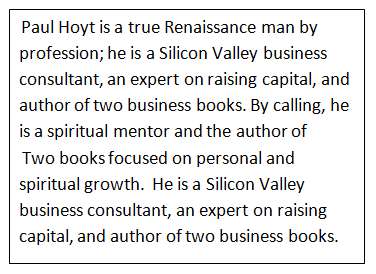 Paul Hoyt is a true Renaissance man by
profession; he is a Silicon Valley business
consultant, an expert on raising capital, and
author of two business books. By calling, he
is a spiritual mentor and the author of
Two books focused on personal and
spiritual growth.  He is a Silicon Valley
business consultant, an expert on raising
capital, and author of two business books.